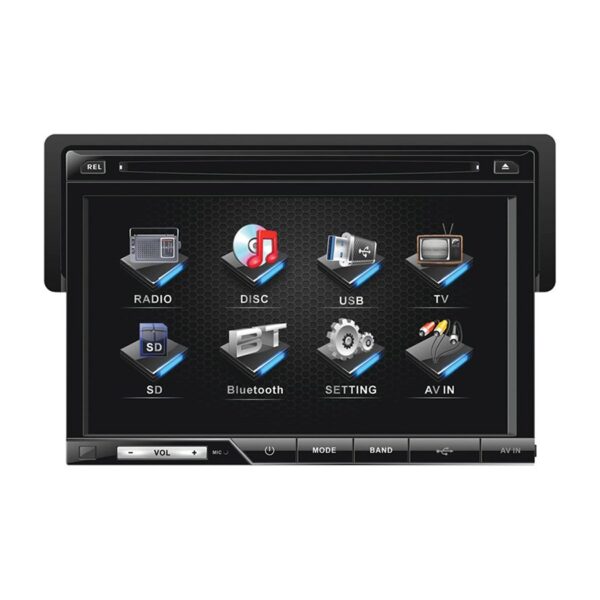 REL
RADIO DISC USB TV
SD
BT
SD Bluetooth SETTING AV IN
- VOL + MIC MODE BAND AV IN